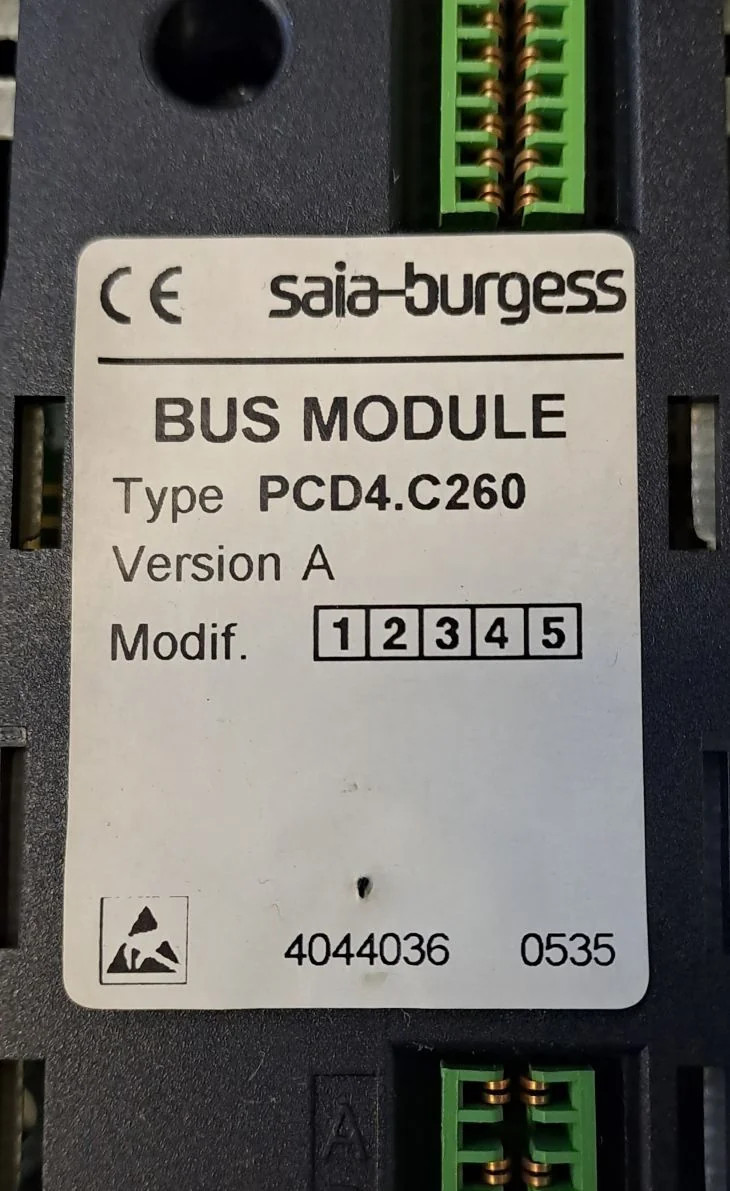 CE saia-burgess
BUS MODULE
Type PCD4.C260
Version A
Modif. 1 2 3 4 5
4044036 0535
A